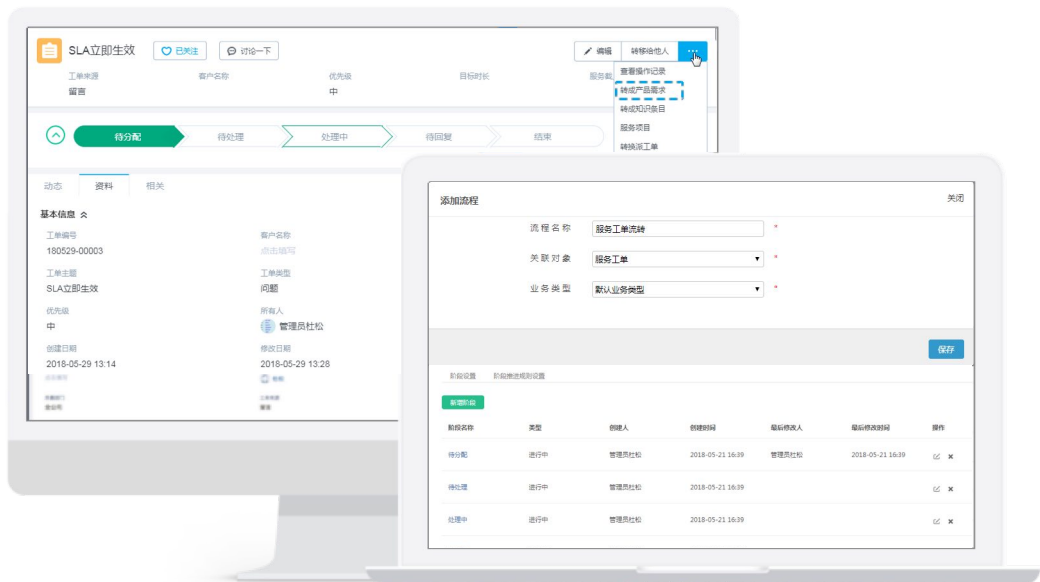 SLA立即生效 已关注 讨论一下 编辑 转移给他人 ...
工单来源 客户名称 优先级 目标时长 服务截
留言 中
查看操作记录
转成产品需求
转成知识条目
服务项目
转换派工单
待分配 待处理 处理中 待回复 结束
动态 资料 相关
基本信息
工单编号 客户名称
180529-00003 点击填写
工单主题 工单类型
SLA立即生效 问题
优先级 所有人
中 管理员杜松
创建日期 修改日期
2018-05-29 13:14 2018-05-29 13:28
添加流程 关闭
流程名称 服务工单流转 *
关联对象 服务工单 *
业务类型 默认业务类型 *
保存
阶段设置 阶段推进规则设置
新增阶段
阶段名称 类型 创建人 创建时间 最后修改人 最后修改时间 操作
待分配 进行中 管理员杜松 2018-05-21 16:39 管理员杜松 2018-05-21 16:39
待处理 进行中 管理员杜松 2018-05-21 16:39
处理中 进行中 管理员杜松 2018-05-21 16:39